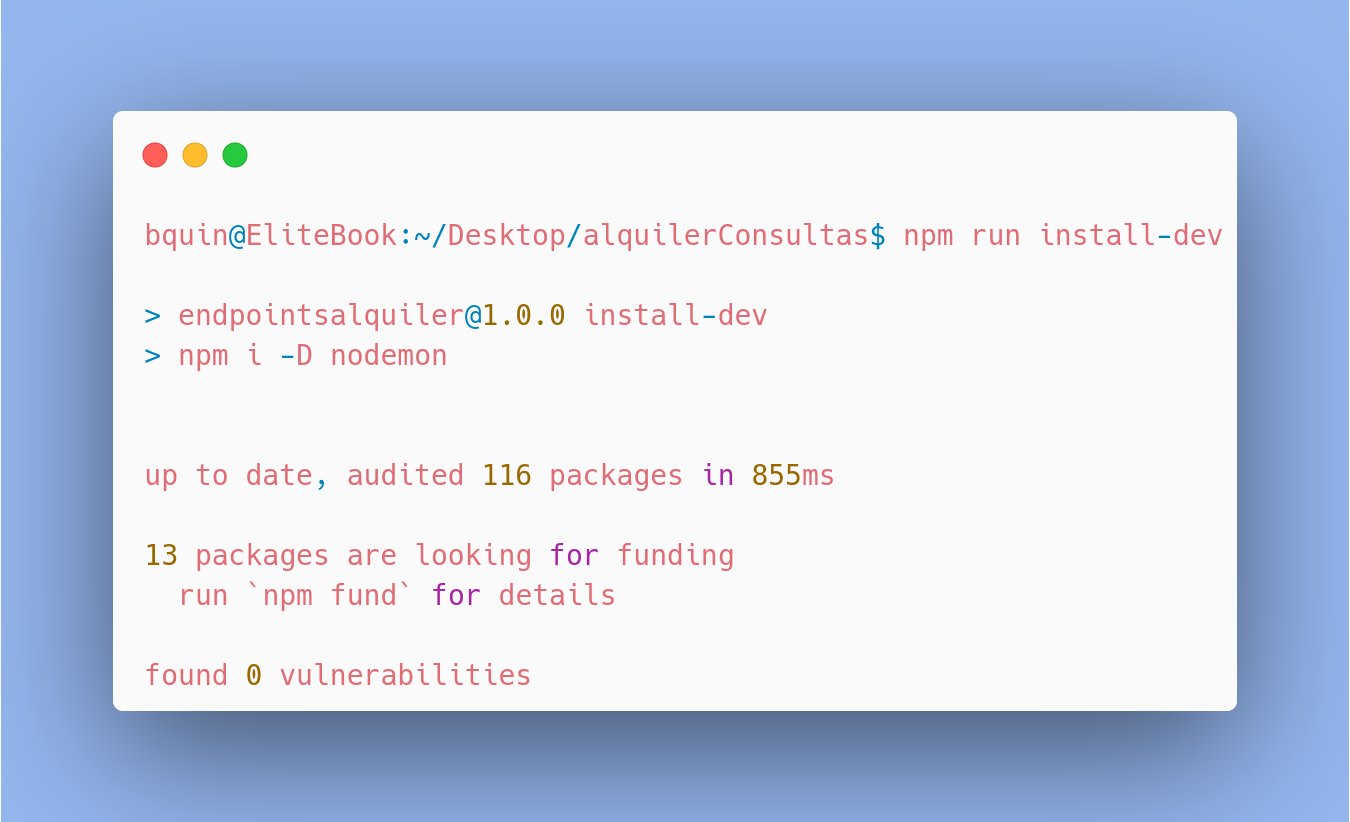 bquin@EliteBook:~/Desktop/alquilerConsultas$ npm run install-dev
> endpointsalquiler@1.0.0 install-dev
> npm i -D nodemon
up to date, audited 116 packages in 855ms
13 packages are looking for funding
  run `npm fund` for details
found 0 vulnerabilities